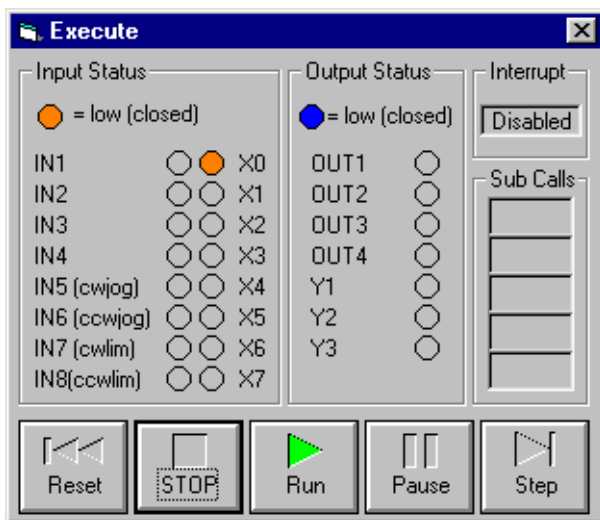 Execute
Input Status
= low (closed)
IN1 X0
IN2 X1
IN3 X2
IN4 X3
IN5 (cwjog) X4
IN6 (ccwjog) X5
IN7 (cwlim) X6
IN8(ccwlim) X7
Output Status
= low (closed)
OUT1
OUT2
OUT3
OUT4
Y1
Y2
Y3
Interrupt
Disabled
Sub Calls
Reset
STOP
Run
Pause
Step